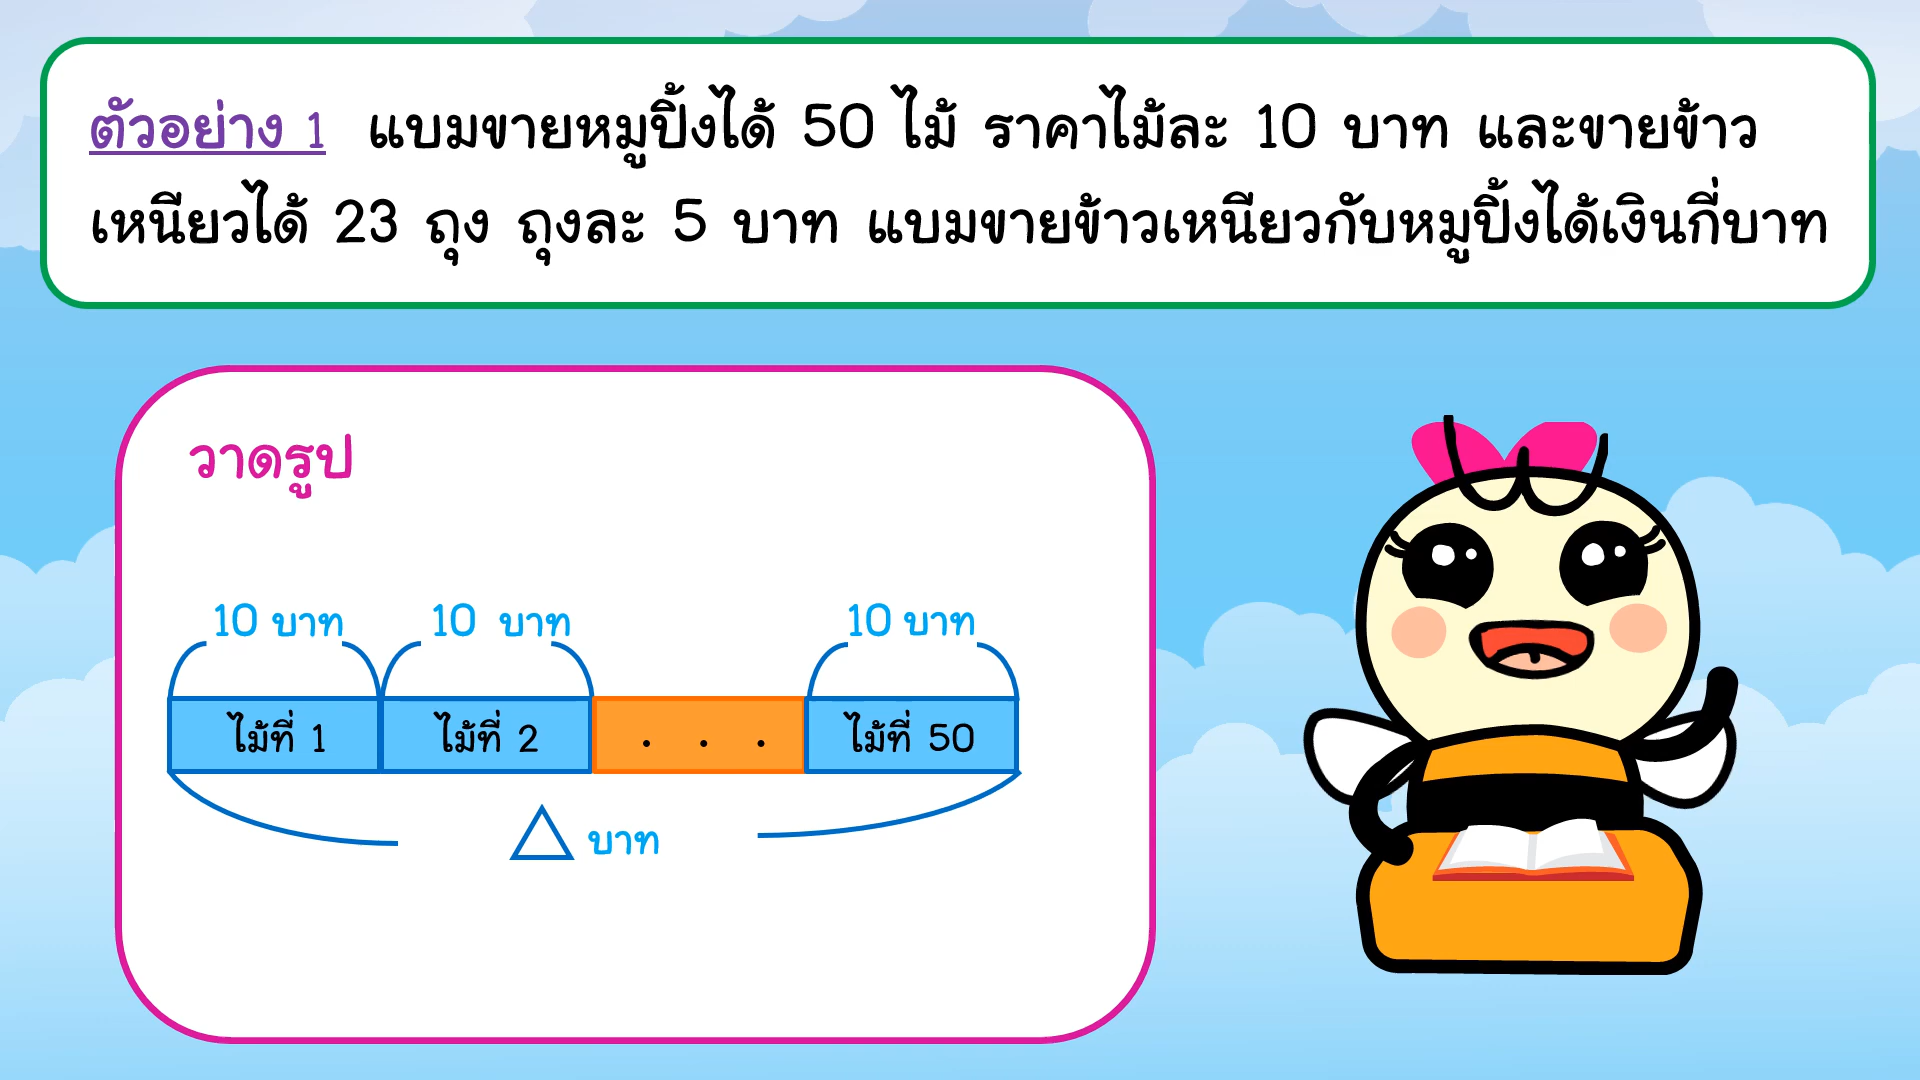 ตัวอย่าง 1 แบมขายหมูปิ้งได้ 50 ไม้ ราคาไม้ละ 10 บาท และขายข้าว
เหนียวได้ 23 ถุง ถุงละ 5 บาท แบมขายข้าวเหนียวกับหมูปิ้งได้เงินกี่บาท
วาดรูป
10 บาท 10 บาท 10 บาท
ไม้ที่ 1 ไม้ที่ 2 . . . ไม้ที่ 50
บาท